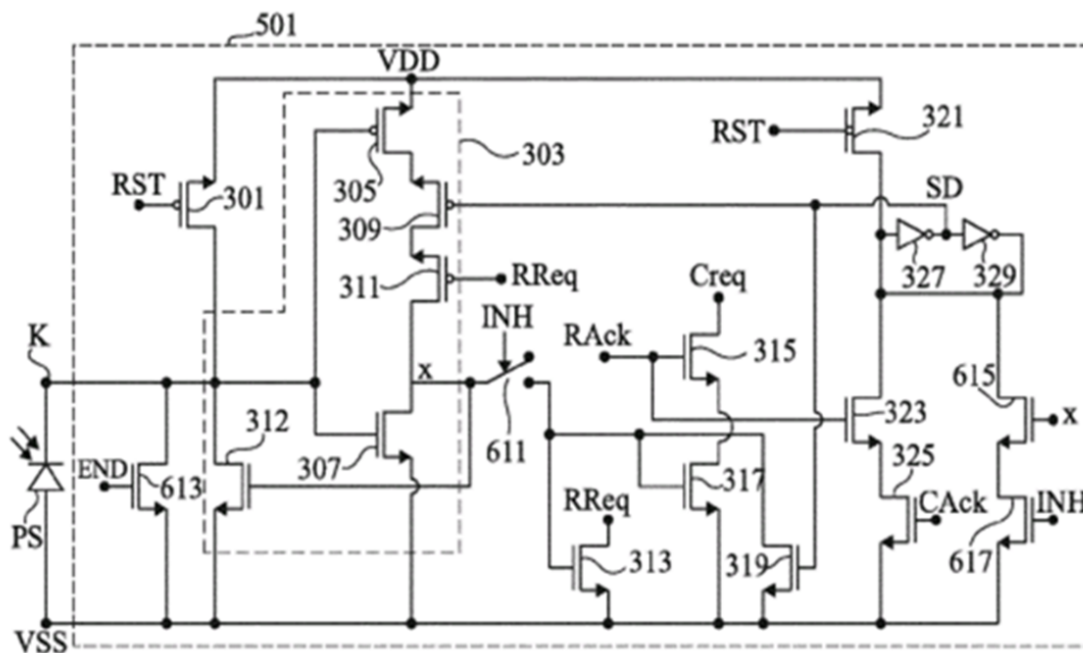 501
VDD
RST
321
303
RST
301
305
SD
309
327
329
311
RReq
Creq
INH
RAck
315
K
x
615
312
323
x
611
307
325
END
613
317
CAck
INH
RReq
PS
313
319
617
VSS